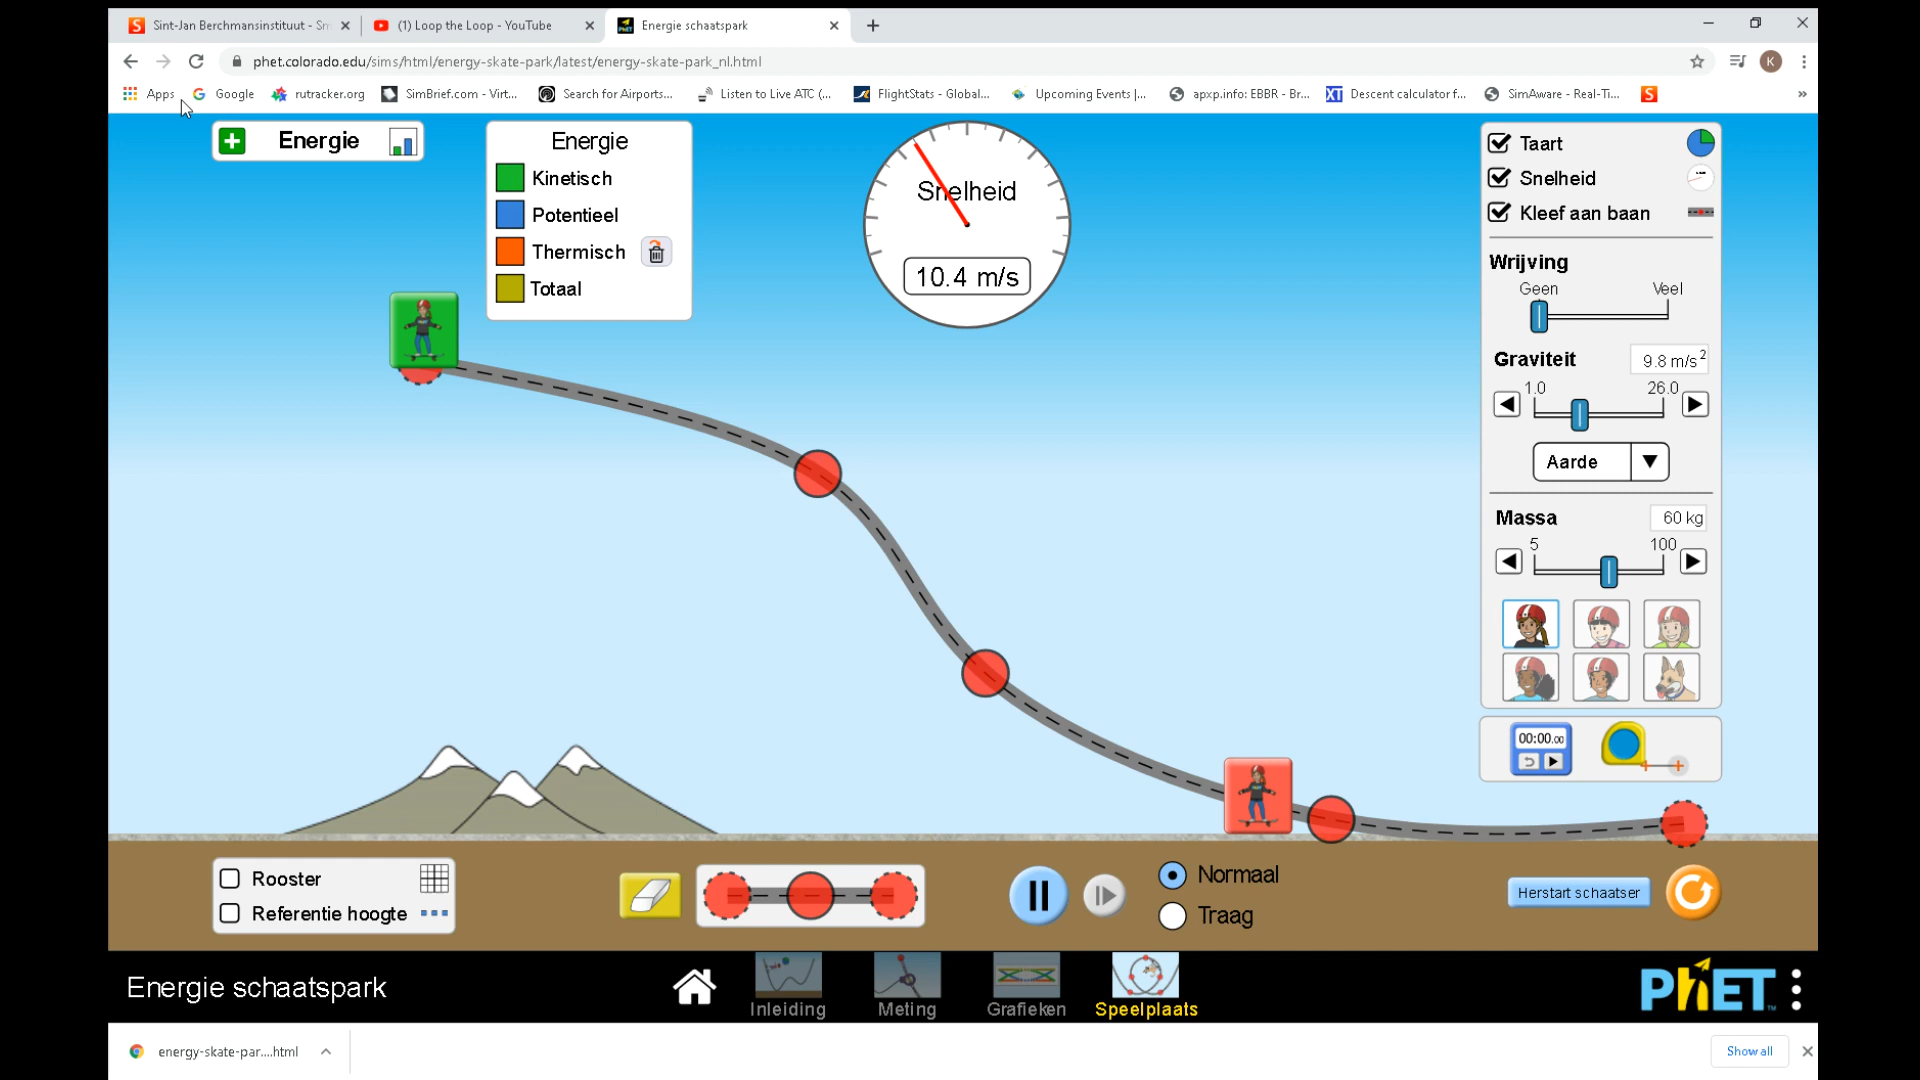 Sint-Jan Berchmansinstituut - Sm
(1) Loop the Loop - YouTube
Energie schaatspark
phet.colorado.edu/sims/html/energy-skate-park/latest/energy-skate-park_nl.html
K
Apps
Google
rutracker.org
SimBrief.com - Virt...
Search for Airports...
Listen to Live ATC (...
FlightStats - Global...
Upcoming Events |...
apxp.info: EBBR - Br...
XT Descent calculator f...
SimAware - Real-Ti...
S
Energie
Energie
Kinetisch
Potentieel
Thermisch
Totaal
Snelheid
10.4 m/s
Taart
Snelheid
Kleef aan baan
Wrijving
Geen Veel
Graviteit 9.8 m/s²
1.0 26.0
Aarde
Massa 60 kg
5 100
00:00.00
Rooster
Referentie hoogte
Normaal
Traag
Herstart schaatser
Energie schaatspark
Inleiding
Meting
Grafieken
Speelplaats
PhET
energy-skate-par....html
Show all